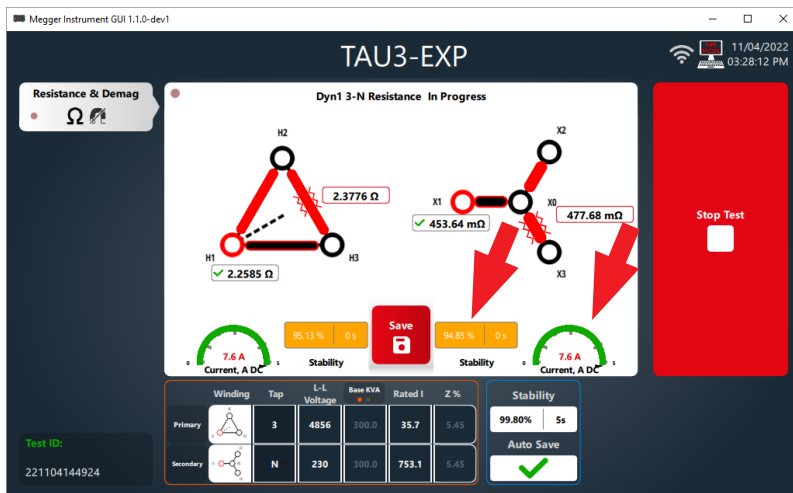 Megger Instrument GUI 1.1.0-dev1
TAU3-EXP
11/04/2022
03:28:12 PM
Resistance & Demag
Ω
Dyn1 3-N Resistance In Progress
H2
2.3776 Ω
H1
H3
2.2585 Ω
X2
X1
X0
453.64 mΩ
477.68 mΩ
X3
Stop Test
95.13 % 0 s
Stability
Save
94.85 % 0 s
Stability
0 7.6 A 5
Current, A DC
0 7.6 A 5
Current, A DC
Winding Tap L-L Voltage Base KVA Rated I Z %
Primary 3 4856 300.0 35.7 5.45
Secondary N 230 300.0 753.1 5.45
Stability
99.80% 5s
Auto Save
Test ID:
221104144924